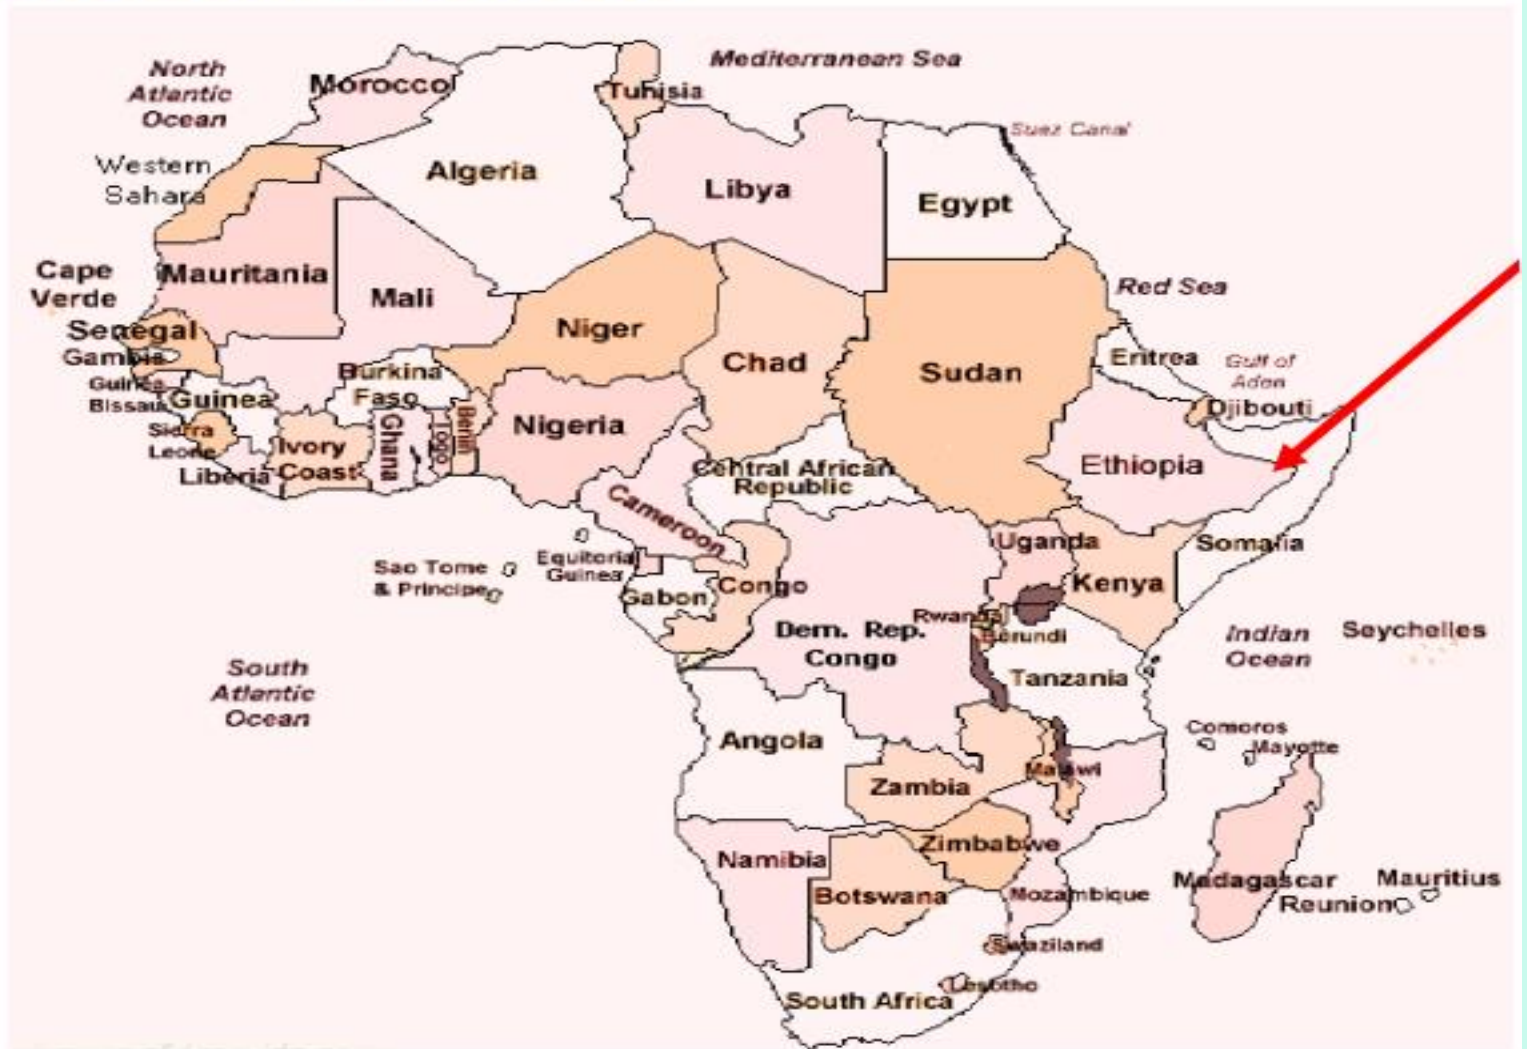 North
Atlantic
Ocean
Morocco
Tunisia
Mediterranean Sea
Suez Canal
Western
Sahara
Algeria
Libya
Egypt
Cape
Verde
Mauritania
Mali
Niger
Chad
Sudan
Red Sea
Eritrea
Gulf of
Aden
Djibouti
Senegal
Gambia
Guinea
Bissau
Guinea
Burkina
Faso
Sierra
Leone
Liberia
Ivory
Coast
Ghana
Togo
Benin
Nigeria
Cameroon
Central African
Republic
Ethiopia
Somalia
Uganda
Kenya
Sao Tome
& Principe
Equitorial
Guinea
Gabon
Congo
Dem. Rep.
Congo
Rwanda
Berundi
Tanzania
Indian
Ocean
Seychelles
South
Atlantic
Ocean
Angola
Zambia
Malawi
Comoros
Mayotte
Namibia
Botswana
Zimbabwe
Mozambique
Madagascar
Mauritius
Reunion
Swaziland
Lesotho
South Africa